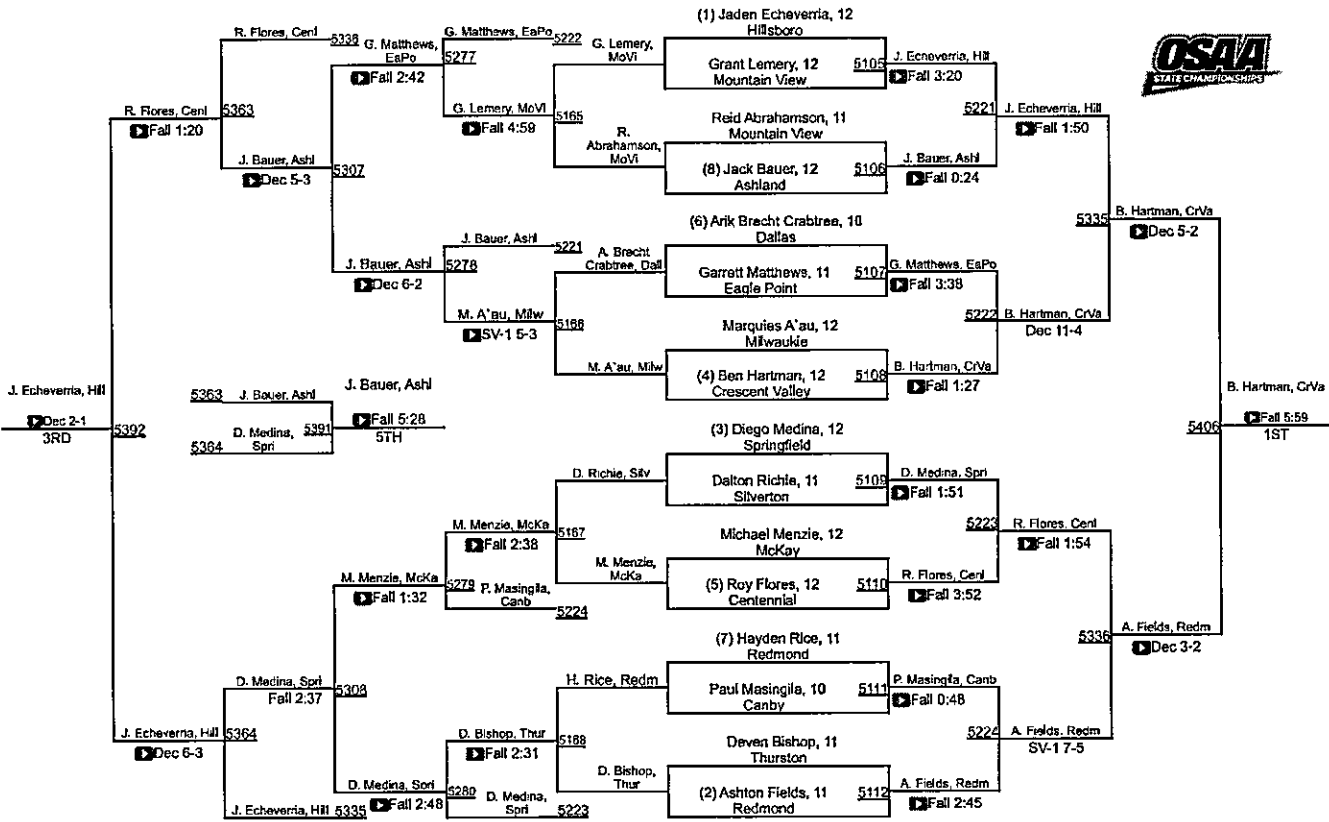 OSAA
STATE CHAMPIONSHIPS
R. Flores, Cenl
5336
G. Matthews,
EaPo
Fall 2:42
R. Flores, Cenl
Fall 1:20
5363
J. Bauer, Ashl
Dec 5-3
5307
G. Matthews, EaPo
5222
5277
G. Lemery, MoVl
Fall 4:59
G. Lemery,
MoVi
5165
R.
Abrahamson,
MoVi
J. Bauer, Ashl
Dec 6-2
J. Bauer, Ashl
5221
5278
M. A`au, Milw
SV-1 5-3
A. Brecht
Crabtree, Dall
5166
M. A`au, Milw
(1) Jaden Echeverria, 12
Hillsboro
Grant Lemery, 12
Mountain View
5105
Reid Abrahamson, 11
Mountain View
(8) Jack Bauer, 12
Ashland
5106
(6) Arik Brecht Crabtree, 10
Dallas
Garrett Matthews, 11
Eagle Point
5107
Marquies A`au, 12
Milwaukie
(4) Ben Hartman, 12
Crescent Valley
5108
J. Echeverria, Hill
Fall 3:20
5221
J. Bauer, Ashl
Fall 0:24
J. Echeverria, Hill
Fall 1:50
G. Matthews, EaPo
Fall 3:38
5222
B. Hartman, CrVa
Fall 1:27
B. Hartman, CrVa
Dec 11-4
5335
B. Hartman, CrVa
Dec 5-2
J. Echeverria, Hill
Dec 2-1
3RD
5392
5363
J. Bauer, Ashl
5391
D. Medina,
Spri
5364
J. Bauer, Ashl
Fall 5:28
5TH
B. Hartman, CrVa
5406
Fall 5:59
1ST
(3) Diego Medina, 12
Springfield
Dalton Richie, 11
Silverton
5109
Michael Menzie, 12
McKay
(5) Roy Flores, 12
Centennial
5110
(7) Hayden Rice, 11
Redmond
Paul Masingila, 10
Canby
5111
Deven Bishop, 11
Thurston
(2) Ashton Fields, 11
Redmond
5112
D. Richie, Silv
5167
M. Menzie,
McKa
M. Menzie, McKa
Fall 2:38
5279
P. Masingila,
Canb
5224
M. Menzie, McKa
Fall 1:32
D. Medina, Spri
Fall 2:37
5308
J. Echeverria, Hill
Dec 6-3
5364
J. Echeverria, Hill
5335
D. Medina, Spri
Fall 2:48
5280
D. Bishop, Thur
Fall 2:31
D. Medina,
Spri
5223
H. Rice, Redm
5168
D. Bishop,
Thur
D. Medina, Spri
Fall 1:51
5223
R. Flores, Cenl
Fall 3:52
R. Flores, Cenl
Fall 1:54
P. Masingila, Canb
Fall 0:48
5224
A. Fields, Redm
Fall 2:45
A. Fields, Redm
SV-1 7-5
5336
A. Fields, Redm
Dec 3-2